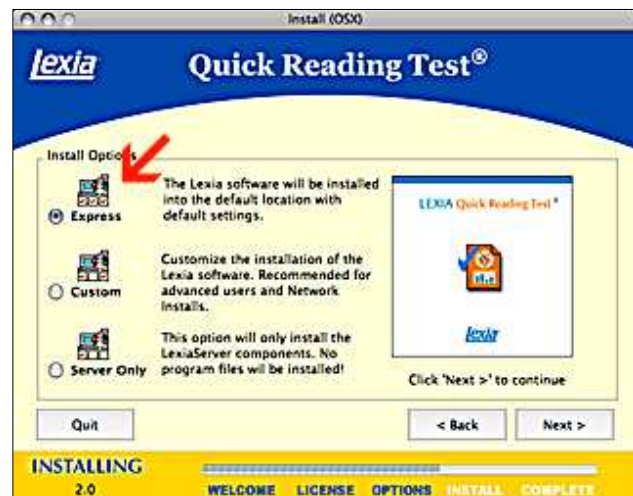 Install (OSX)
lexia
Quick Reading Test®
Install Options
Express
The Lexia software will be installed
into the default location with
default settings.
Custom
Customize the installation of the
Lexia software. Recommended for
advanced users and Network
Installs.
Server Only
This option will only install the
LexiaServer components. No
program files wil be installed!
LEXIA Quick Reading Test®
lexia
Click 'Next >' to continue
Quit
< Back
Next >
INSTALLING
2.0
WELCOME LICENSE OPTIONS INSTALL COMPLETE